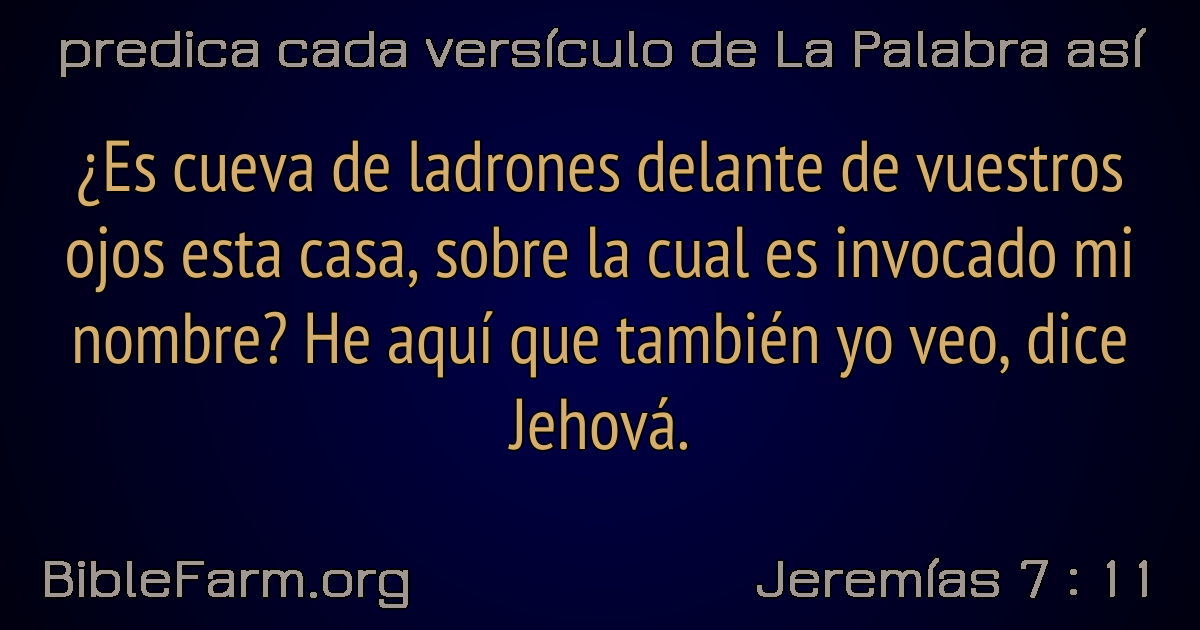 predica cada versículo de La Palabra así
¿Es cueva de ladrones delante de vuestros
ojos esta casa, sobre la cual es invocado mi
nombre? He aquí que también yo veo, dice
Jehová.
BibleFarm.org
Jeremías 7 : 11